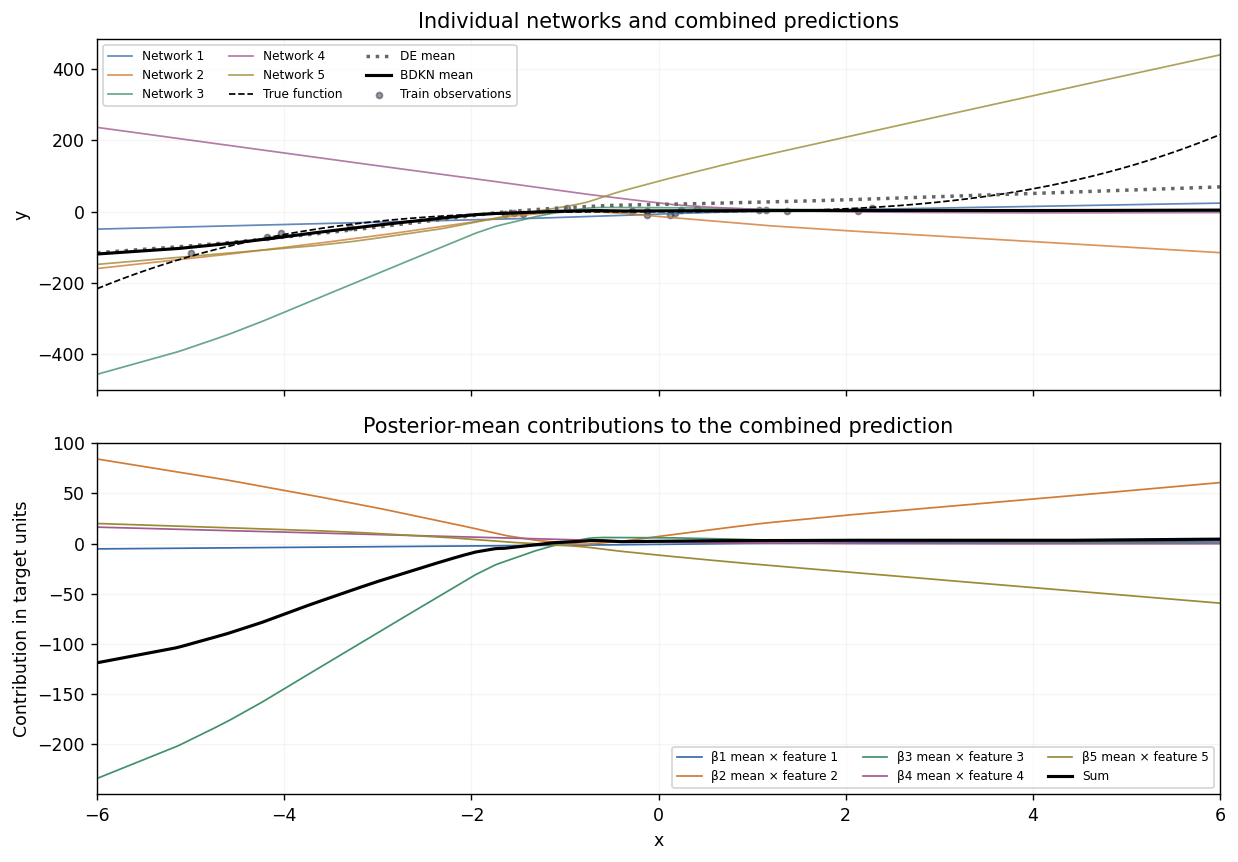 Individual networks and combined predictions
Network 1
Network 2
Network 3
Network 4
Network 5
True function
DE mean
BDKN mean
Train observations
400
200
0
−200
−400
y
Posterior-mean contributions to the combined prediction
100
50
0
−50
−100
−150
−200
Contribution in target units
β1 mean × feature 1
β2 mean × feature 2
β3 mean × feature 3
β4 mean × feature 4
β5 mean × feature 5
Sum
−6
−4
−2
0
2
4
6
x